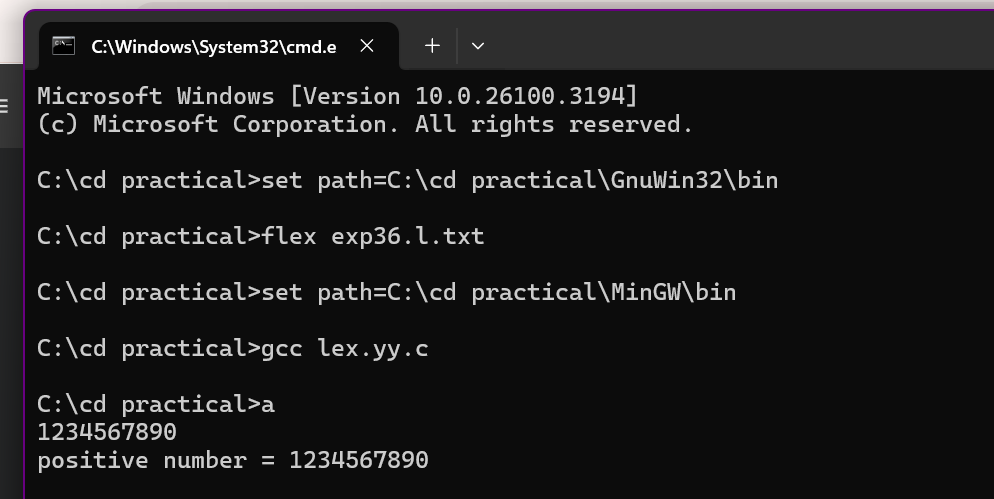 C:\Windows\System32\cmd.e
Microsoft Windows [Version 10.0.26100.3194]
(c) Microsoft Corporation. All rights reserved.
C:\cd practical>set path=C:\cd practical\GnuWin32\bin
C:\cd practical>flex exp36.l.txt
C:\cd practical>set path=C:\cd practical\MinGW\bin
C:\cd practical>gcc lex.yy.c
C:\cd practical>a
1234567890
positive number = 1234567890